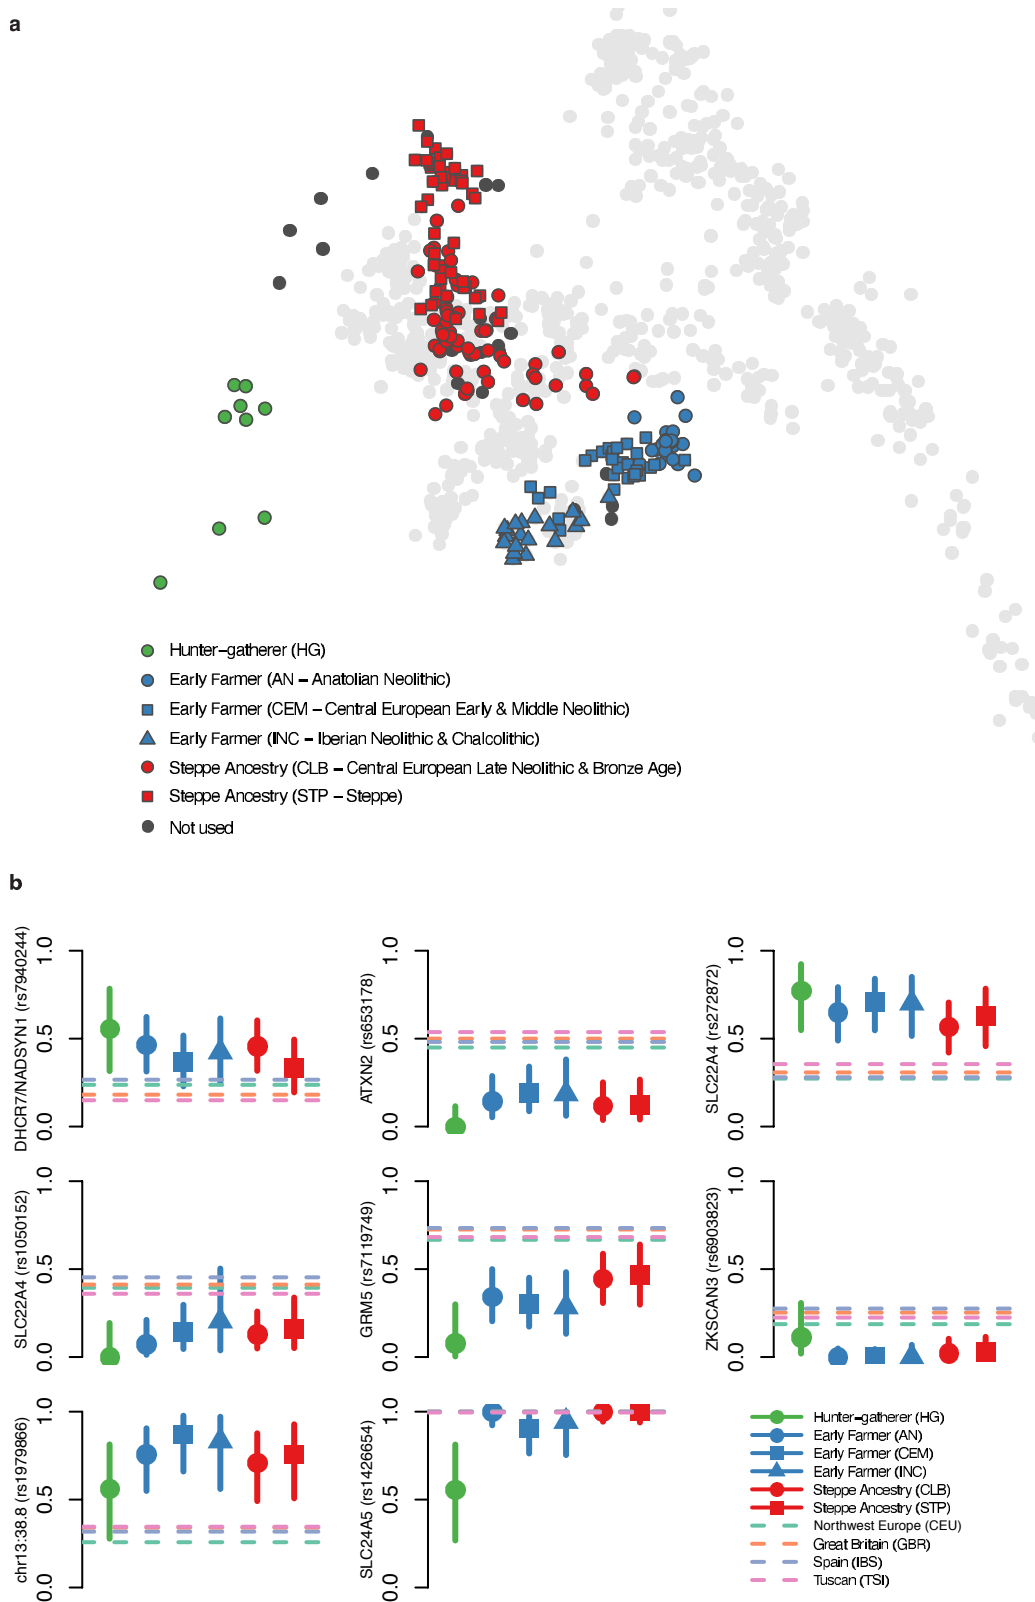 a
Hunter–gatherer (HG)
Early Farmer (AN – Anatolian Neolithic)
Early Farmer (CEM – Central European Early & Middle Neolithic)
Early Farmer (INC – Iberian Neolithic & Chalcolithic)
Steppe Ancestry (CLB – Central European Late Neolithic & Bronze Age)
Steppe Ancestry (STP – Steppe)
Not used
b
DHCR7/NADSYN1 (rs7940244)
0.0 0.5 1.0
ATXN2 (rs653178)
0.0 0.5 1.0
SLC22A4 (rs272872)
0.0 0.5 1.0
SLC22A4 (rs1050152)
0.0 0.5 1.0
GRM5 (rs7119749)
0.0 0.5 1.0
ZKSCAN3 (rs6903823)
0.0 0.5 1.0
chr13:38.8 (rs1979866)
0.0 0.5 1.0
SLC24A5 (rs1426654)
0.0 0.5 1.0
Hunter–gatherer (HG)
Early Farmer (AN)
Early Farmer (CEM)
Early Farmer (INC)
Steppe Ancestry (CLB)
Steppe Ancestry (STP)
Northwest Europe (CEU)
Great Britain (GBR)
Spain (IBS)
Tuscan (TSI)